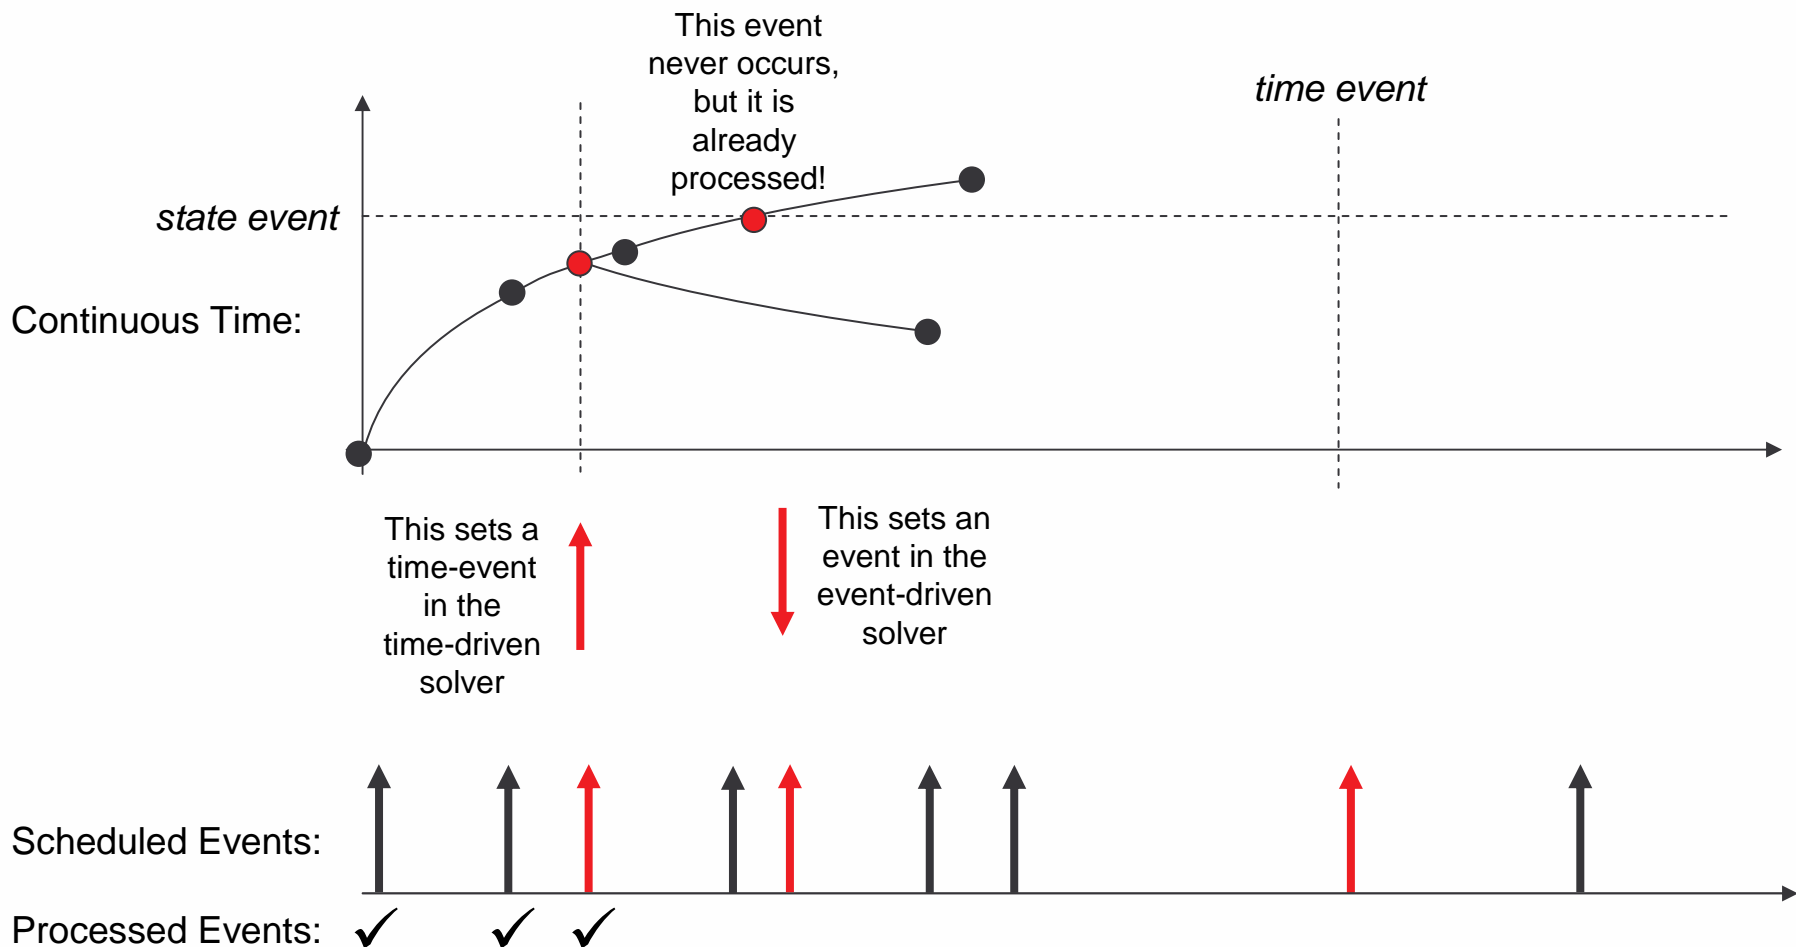 This event
never occurs,
but it is
already
processed!
time event
state event
Continuous Time:
This sets a
time-event
in the
time-driven
solver
This sets an
event in the
event-driven
solver
Scheduled Events:
Processed Events: